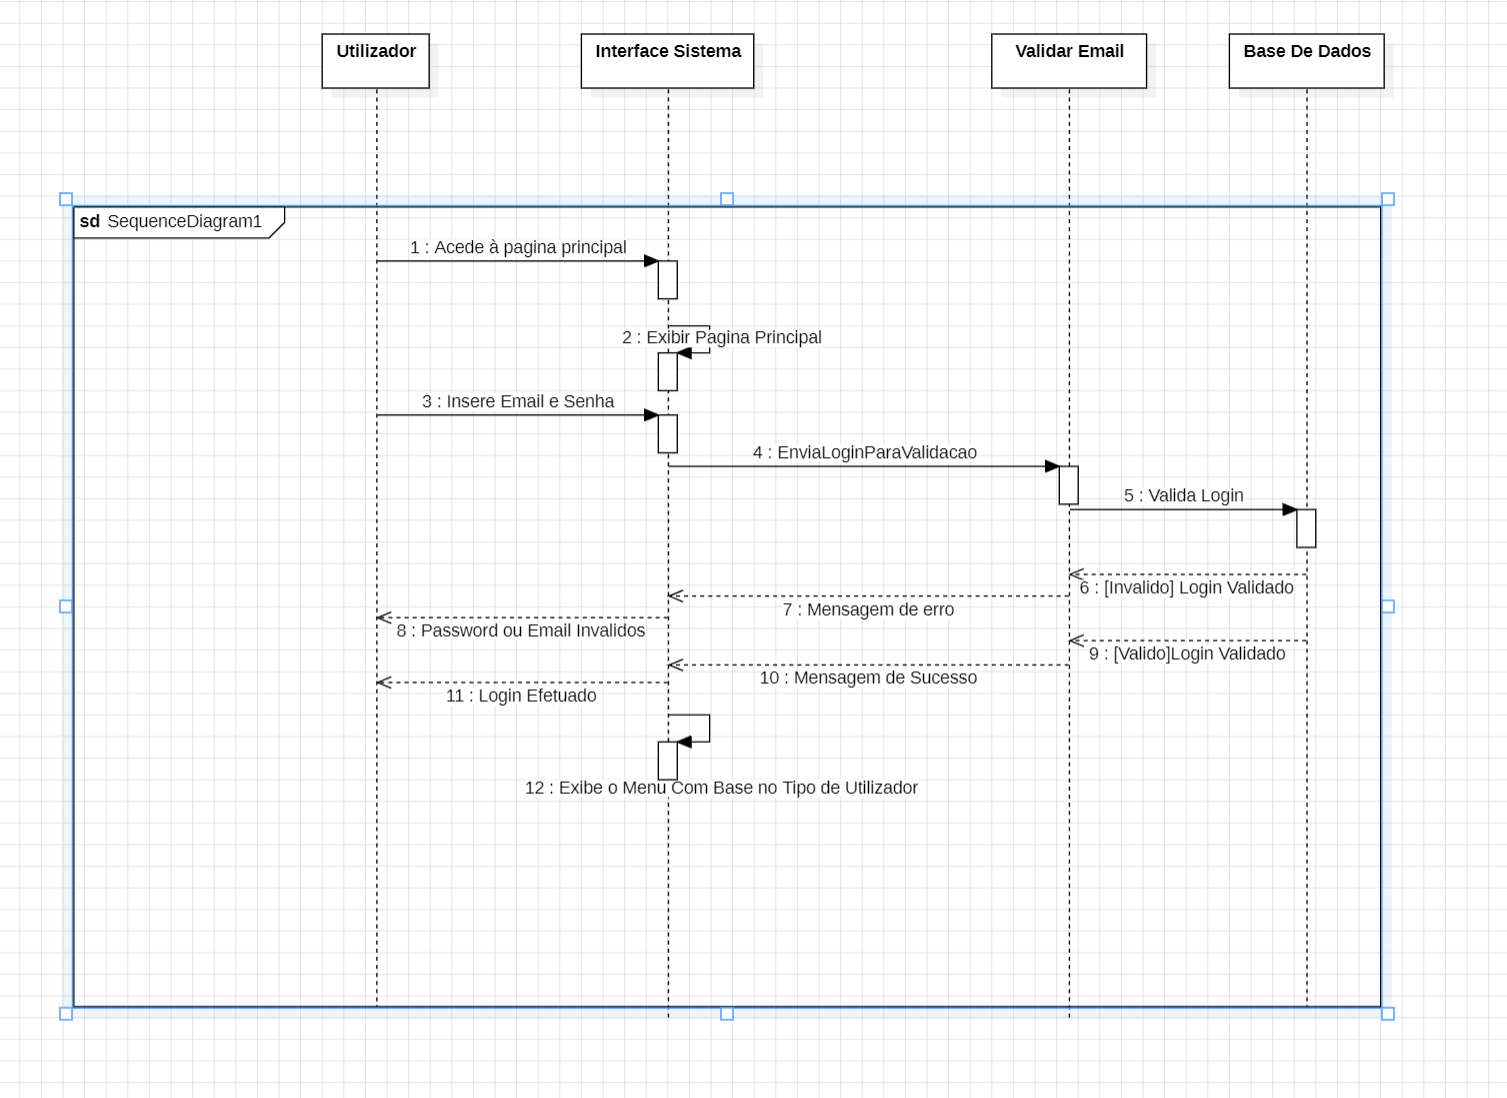 Utilizador
Interface Sistema
Validar Email
Base De Dados
sd SequenceDiagram1
1 : Acede à pagina principal
2 : Exibir Pagina Principal
3 : Insere Email e Senha
4 : EnviaLoginParaValidacao
5 : Valida Login
6 : [Invalido] Login Validado
7 : Mensagem de erro
8 : Password ou Email Invalidos
9 : [Valido]Login Validado
10 : Mensagem de Sucesso
11 : Login Efetuado
12 : Exibe o Menu Com Base no Tipo de Utilizador